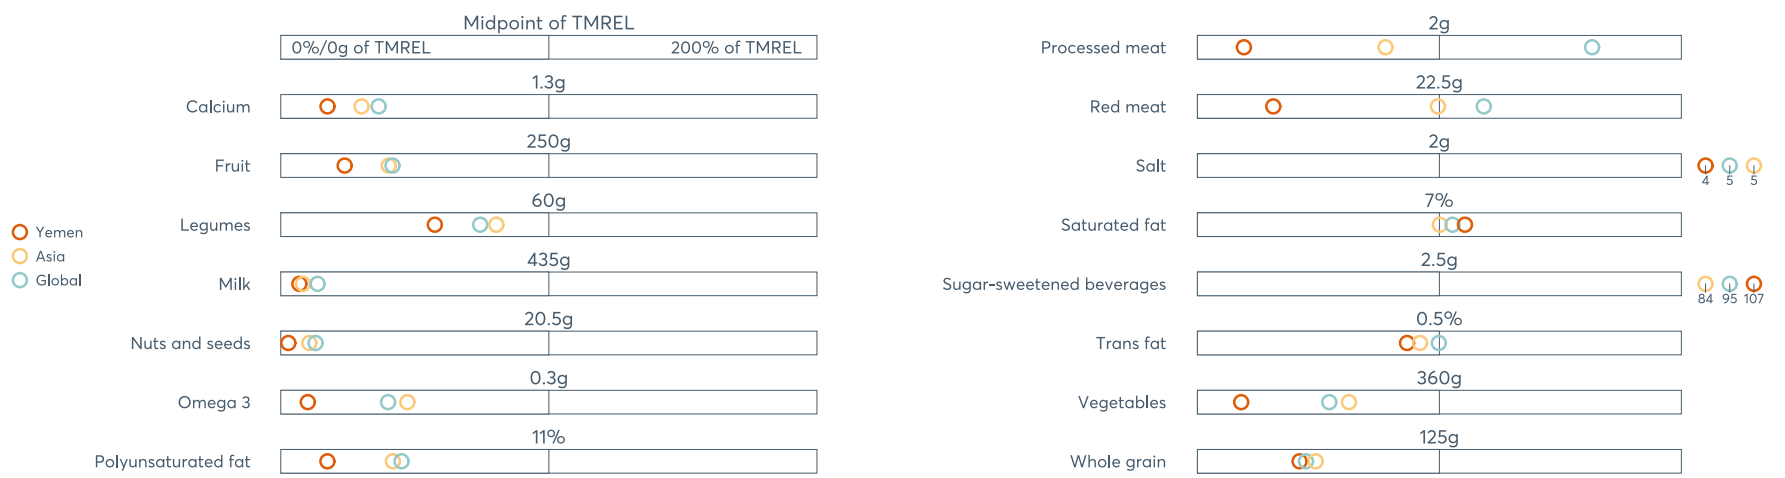 Midpoint of TMREL
0%/0g of TMREL 200% of TMREL
1.3g
Calcium
250g
Fruit
60g
Legumes
435g
Milk
20.5g
Nuts and seeds
0.3g
Omega 3
11%
Polyunsaturated fat
Yemen
Asia
Global
2g
Processed meat
22.5g
Red meat
2g
Salt
4 5 5
7%
Saturated fat
2.5g
Sugar-sweetened beverages
84 95 107
0.5%
Trans fat
360g
Vegetables
125g
Whole grain